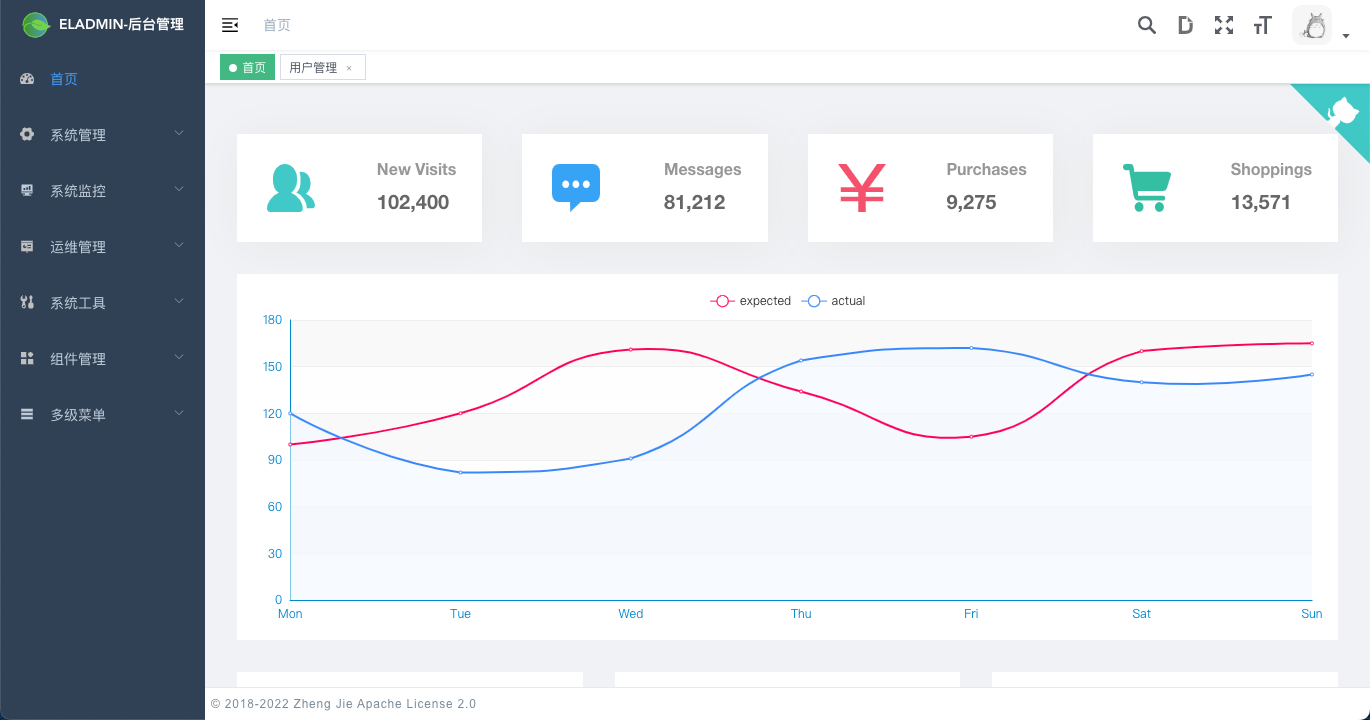 ELADMIN-后台管理
首页
系统管理
系统监控
运维管理
系统工具
组件管理
多级菜单
首页
首页
用户管理 ×
New Visits
102,400
Messages
81,212
Purchases
9,275
Shoppings
13,571
expected actual
180
150
120
90
60
30
0
Mon Tue Wed Thu Fri Sat Sun
© 2018-2022 Zheng Jie Apache License 2.0